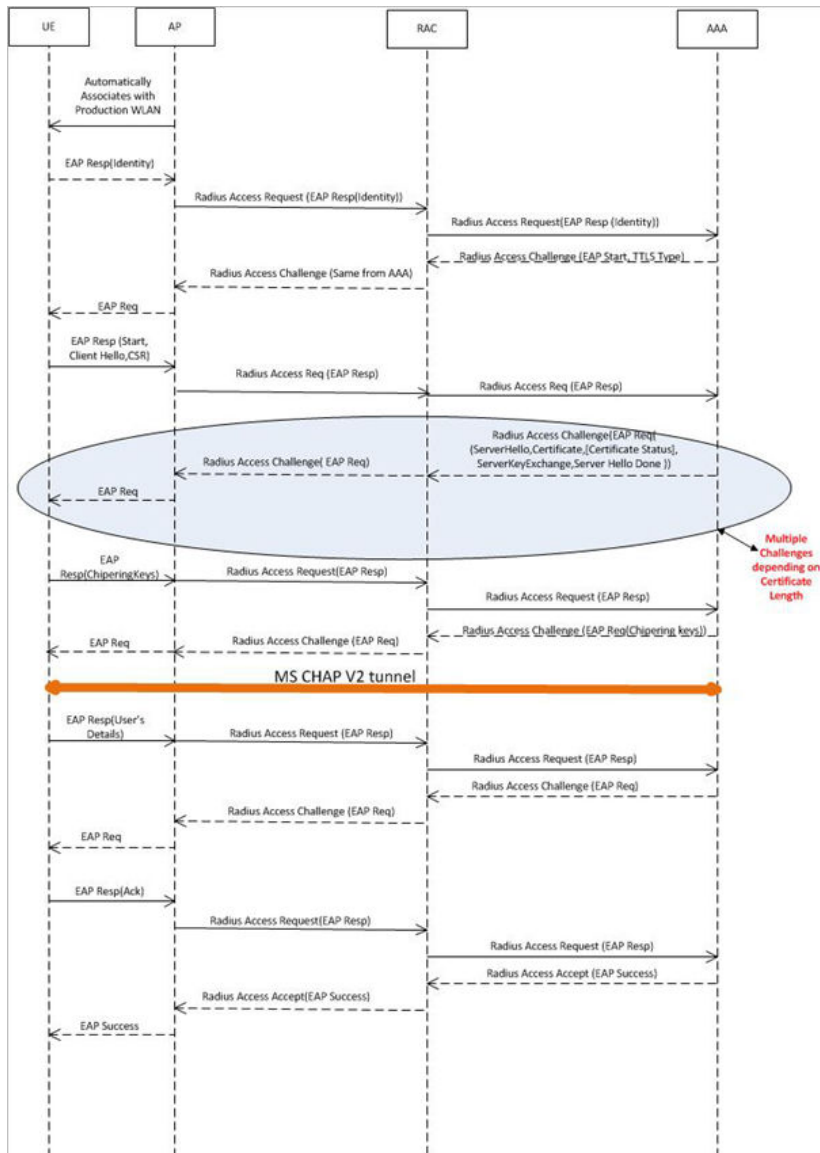 UE
AP
RAC
AAA
Automatically
Associates with
Production WLAN
EAP Resp(Identity)
Radius Access Request (EAP Resp(Identity))
Radius Access Request(EAP Resp (Identity))
Radius Access Challenge (EAP Start, TTLS Type)
Radius Access Challenge (Same from AAA)
EAP Req
EAP Resp (Start,
Client Hello,CSR)
Radius Access Req (EAP Resp)
Radius Access Req (EAP Resp)
Radius Access Challenge(EAP Req(
(ServerHello,Certificate,[Certificate Status],
ServerKeyExchange,Server Hello Done ))
Radius Access Challenge( EAP Req)
EAP Req
Multiple
Challenges
depending on
Certificate
Length
EAP
Resp(ChiperingKeys)
Radius Access Request(EAP Resp)
Radius Access Request (EAP Resp)
Radius Access Challenge (EAP Req(Chipering keys))
Radius Access Challenge (EAP Req)
EAP Req
MS CHAP V2 tunnel
EAP Resp(User's
Details)
Radius Access Request (EAP Resp)
Radius Access Request (EAP Resp)
Radius Access Challenge (EAP Req)
Radius Access Challenge (EAP Req)
EAP Req
EAP Resp(Ack)
Radius Access Request(EAP Resp)
Radius Access Request (EAP Resp)
Radius Access Accept (EAP Success)
Radius Access Accept(EAP Success)
EAP Success